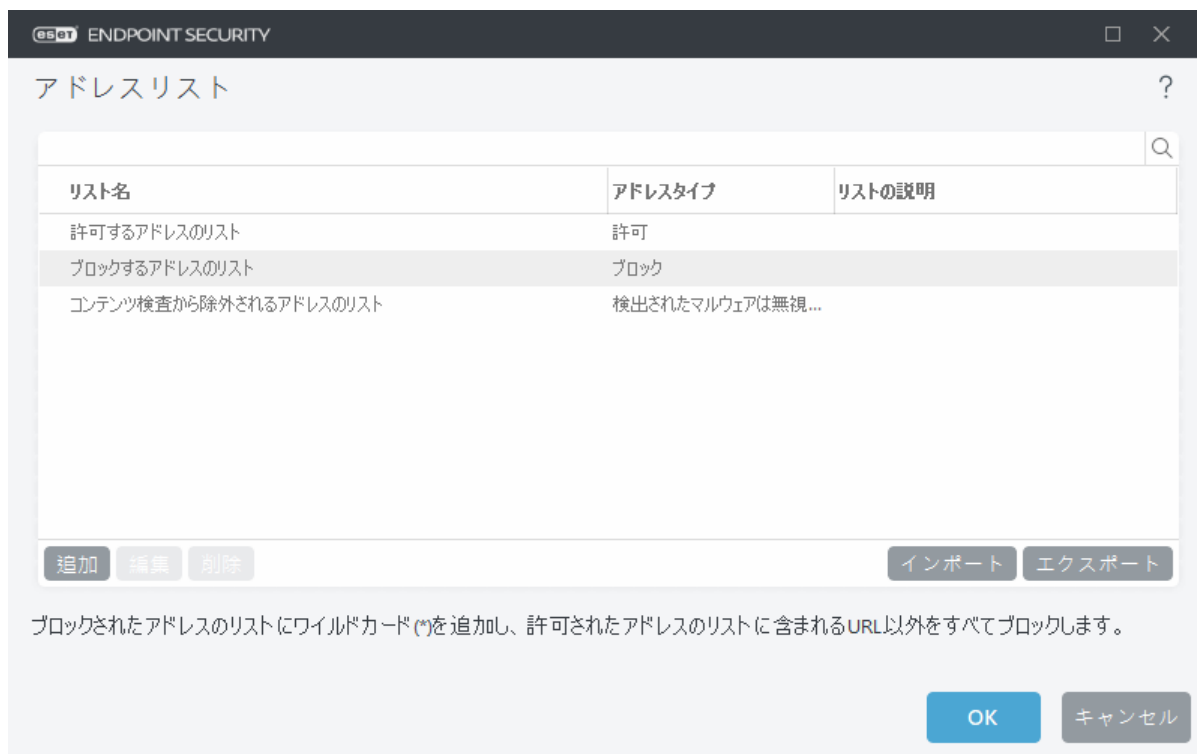 eset ENDPOINT SECURITY
アドレスリスト
?
リスト名 アドレスタイプ リストの説明
許可するアドレスのリスト 許可
ブロックするアドレスのリスト ブロック
コンテンツ検査から除外されるアドレスのリスト 検出されたマルウェアは無視...
追加 編集 削除 インポート エクスポート
ブロックされたアドレスのリストにワイルドカード(*)を追加し、許可されたアドレスのリストに含まれるURL以外をすべてブロックします。
OK キャンセル